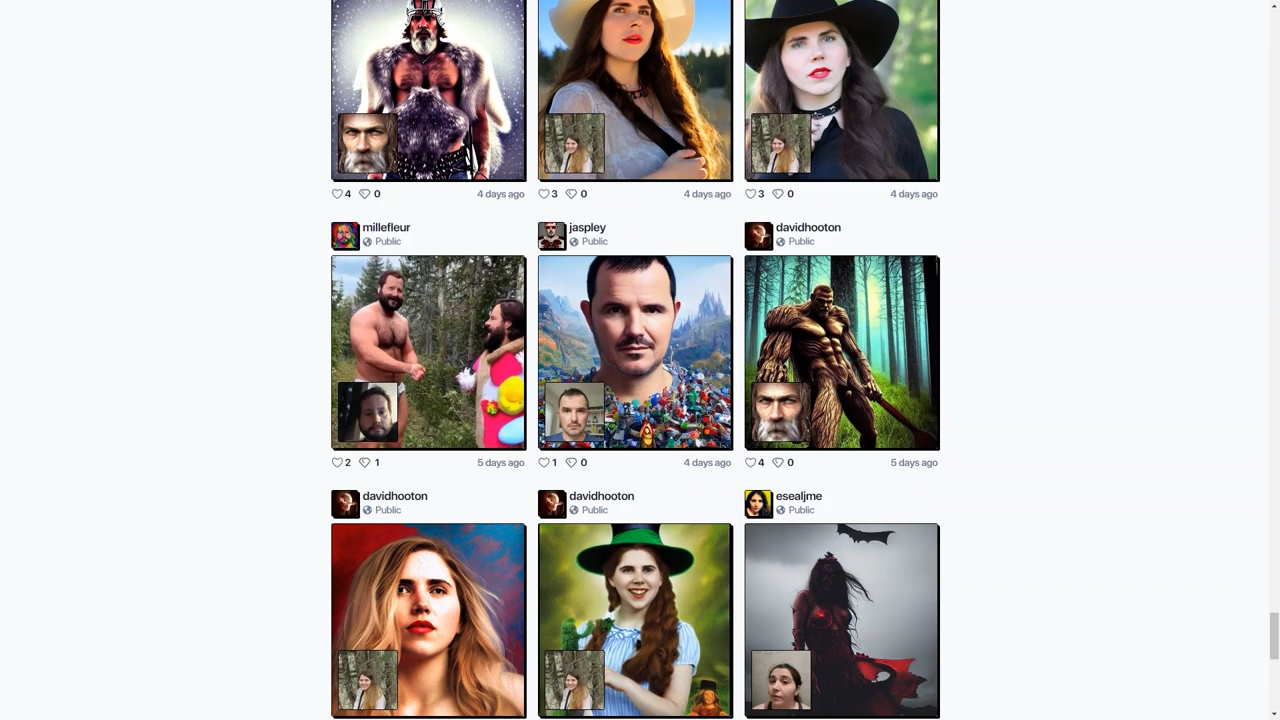 4 0 4 days ago
3 0 4 days ago
3 0 4 days ago
millefleur
Public
jaspley
Public
davidhooton
Public
2 1 5 days ago
1 0 4 days ago
4 0 5 days ago
davidhooton
Public
davidhooton
Public
esealjme
Public